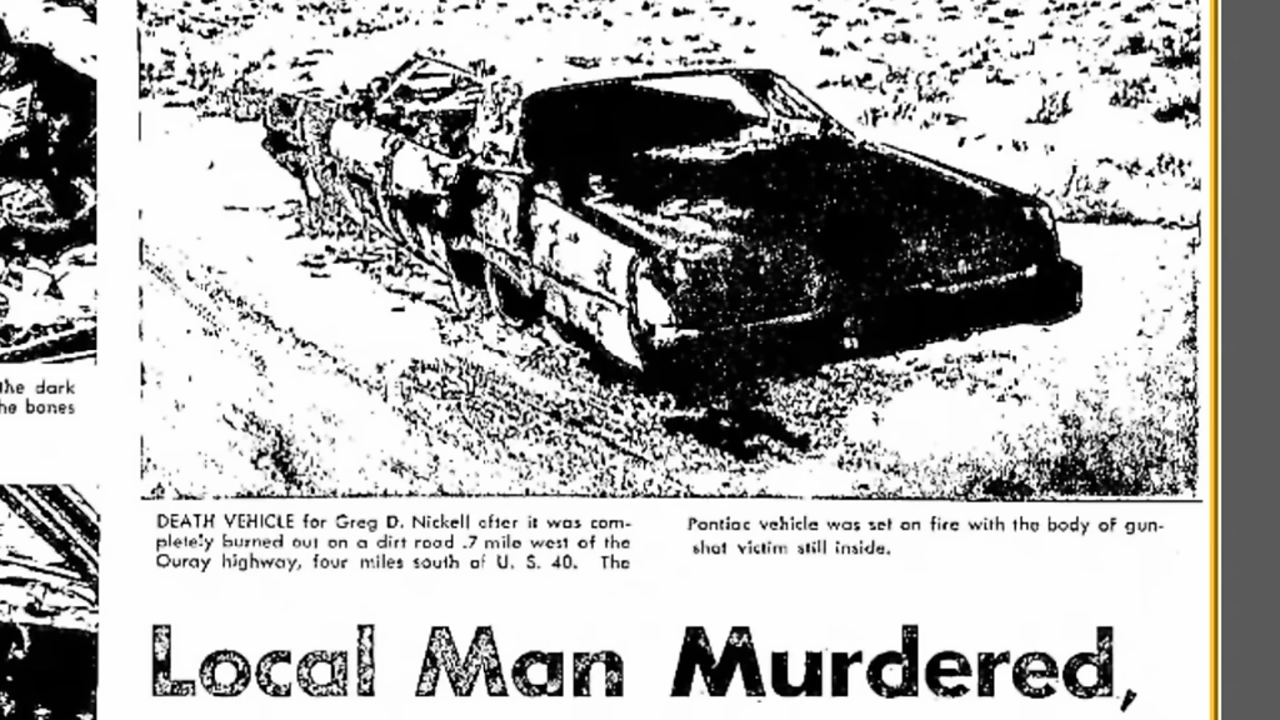 the dark
he bones
DEATH VEHICLE for Greg D. Nickell after it was com-
pletely burned out on a dirt road .7 mile west of the
Ouray highway, four miles south of U. S. 40. The
Pontiac vehicle was set on fire with the body of gun-
shot victim still inside.
Local Man Murdered,